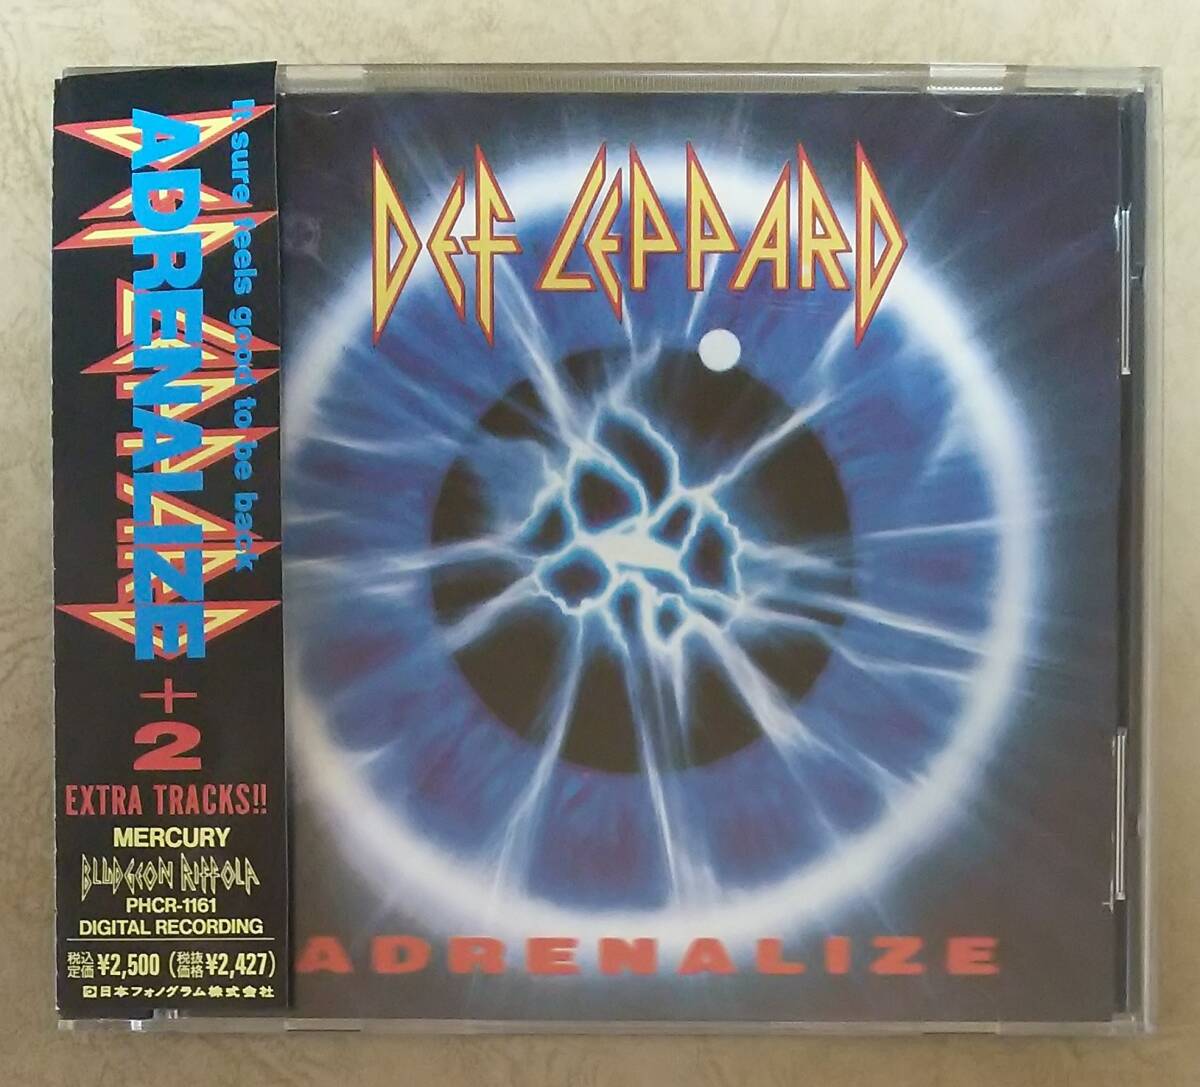 It sure feels good to be back
DEF LEPPARD
ADRENALIZE
+
2
EXTRA TRACKS!!
MERCURY
BLUDGEON RIFFOLA
PHCR-1161
DIGITAL RECORDING
税込定価¥2,500 (税抜価格¥2,427)
日本フォノグラム株式会社
DEF LEPPARD
ADRENALIZE